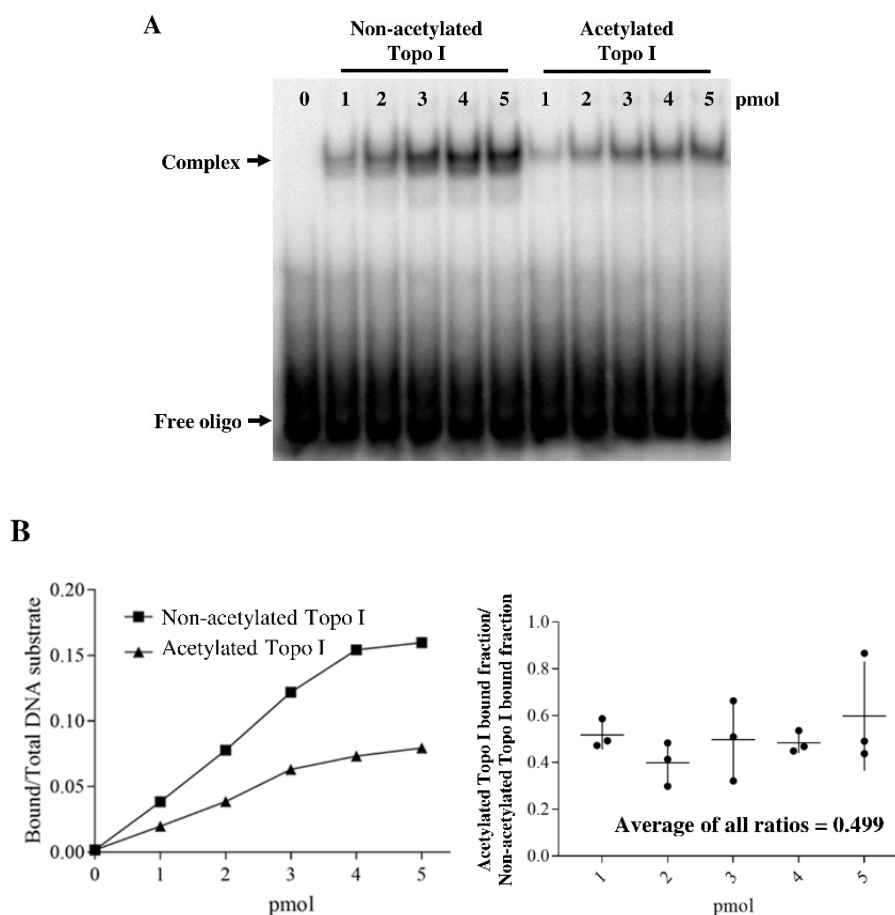 A
Non-acetylated
Topo I
Acetylated
Topo I
0 1 2 3 4 5 1 2 3 4 5 pmol
Complex
Free oligo
B
Bound/Total DNA substrate
0.20
0.15
0.10
0.05
0.00
Non-acetylated Topo I
Acetylated Topo I
0 1 2 3 4 5
pmol
Acetylated Topo I bound fraction/
Non-acetylated Topo I bound fraction
1.0
0.8
0.6
0.4
0.2
0.0
Average of all ratios = 0.499
1 2 3 4 5
pmol